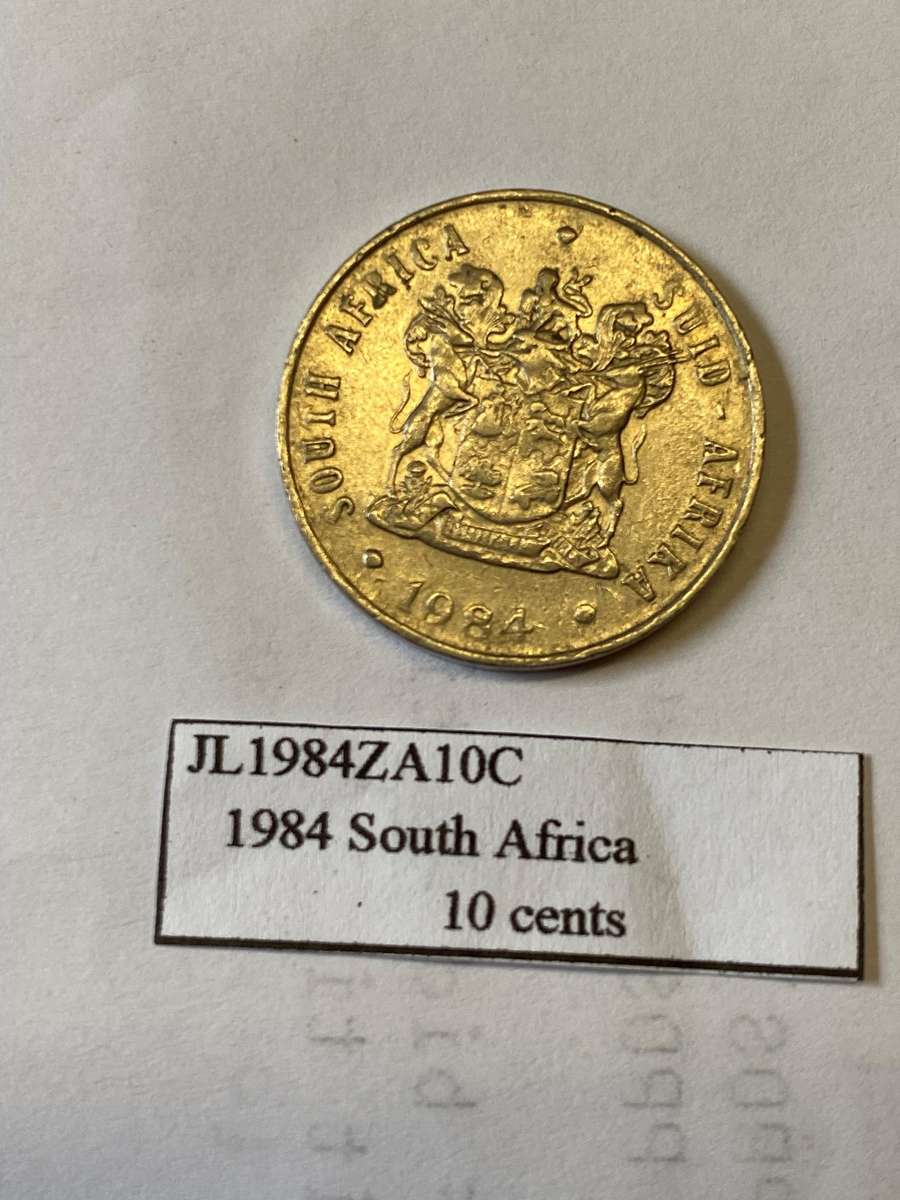 SOUTH AFRICA • SUID-AFRIKA
• 1984 •
JL1984ZA10C
1984 South Africa
10 cents